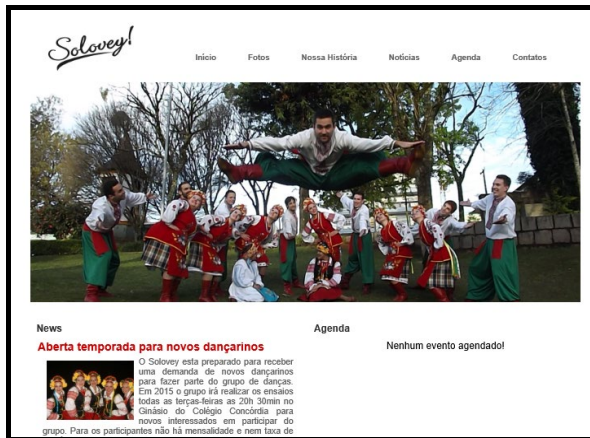 Solovey!
Início Fotos Nossa História Notícias Agenda Contatos
News
Aberta temporada para novos dançarinos
O Solovey esta preparado para receber
uma demanda de novos dançarinos
para fazer parte do grupo de danças.
Em 2015 o grupo irá realizar os ensaios
todas as terças-feiras as 20h 30min no
Ginásio do Colégio Concórdia para
novos interessados em participar do
grupo. Para os participantes não há mensalidade e nem taxa de
Agenda
Nenhum evento agendado!